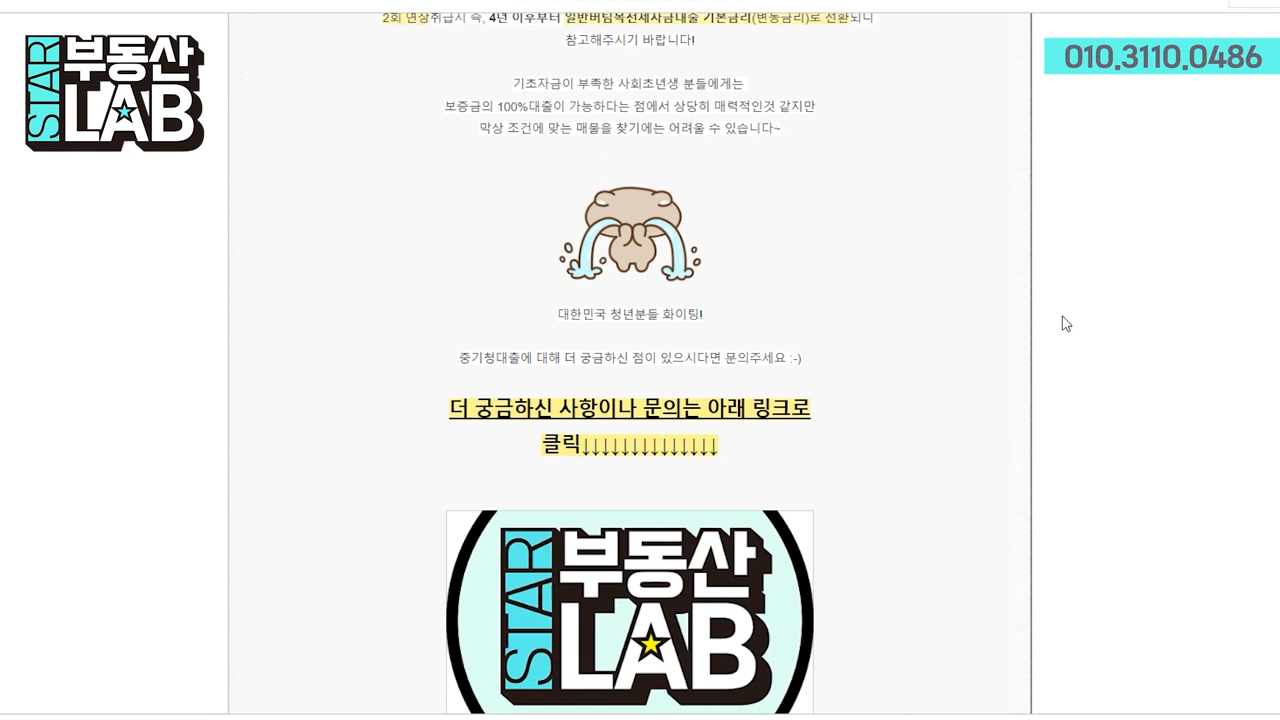 2회 연장취급시 즉, 4년 이후부터 일반버팀목전세자금대출 기본금리(변동금리)로 전환되니
참고해주시기 바랍니다!
기초자금이 부족한 사회초년생 분들에게는
보증금의 100%대출이 가능하다는 점에서 상당히 매력적인것 같지만
막상 조건에 맞는 매물을 찾기에는 어려울 수 있습니다~
대한민국 청년분들 화이팅!
중기청대출에 대해 더 궁금하신 점이 있으시다면 문의주세요 :-)
더 궁금하신 사항이나 문의는 아래 링크로
클릭↓↓↓↓↓↓↓↓↓↓↓↓↓↓
STAR
부동산
LAB
010.3110.0486
STAR
부동산
LAB